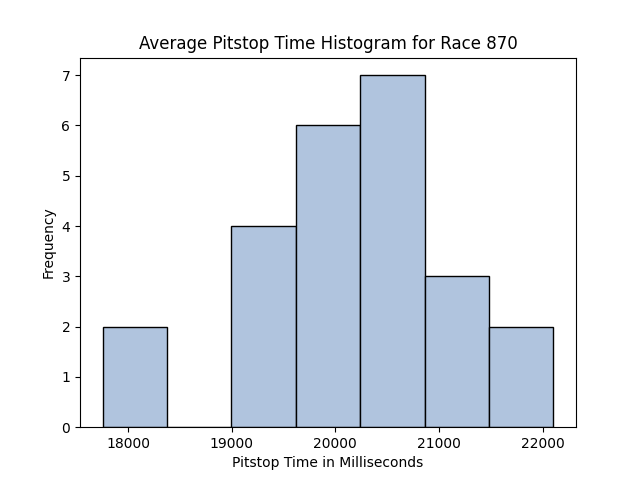 Average Pitstop Time Histogram for Race 870
7
6
5
4
3
2
1
0
Frequency
18000 19000 20000 21000 22000
Pitstop Time in Milliseconds